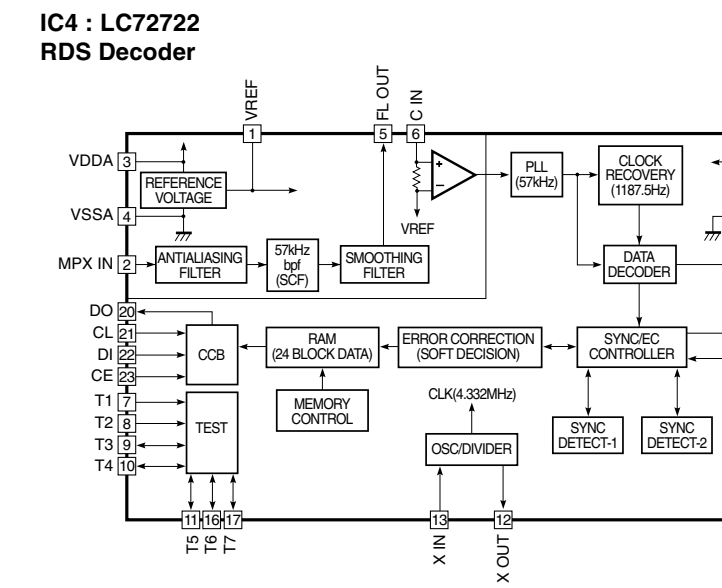 IC4 : LC72722
RDS Decoder
VREF
FL OUT
C IN
1
5
6
VDDA 3
REFERENCE
VOLTAGE
VSSA 4
+
–
VREF
PLL
(57kHz)
CLOCK
RECOVERY
(1187.5Hz)
MPX IN 2
ANTIALIASING
FILTER
57kHz
bpf
(SCF)
SMOOTHING
FILTER
DATA
DECODER
DO 20
CL 21
DI 22
CE 23
CCB
RAM
(24 BLOCK DATA)
ERROR CORRECTION
(SOFT DECISION)
SYNC/EC
CONTROLLER
T1 7
T2 8
T3 9
T4 10
TEST
MEMORY
CONTROL
CLK(4.332MHz)
OSC/DIVIDER
SYNC
DETECT-1
SYNC
DETECT-2
11
16
17
13
12
T5
T6
T7
X IN
X OUT